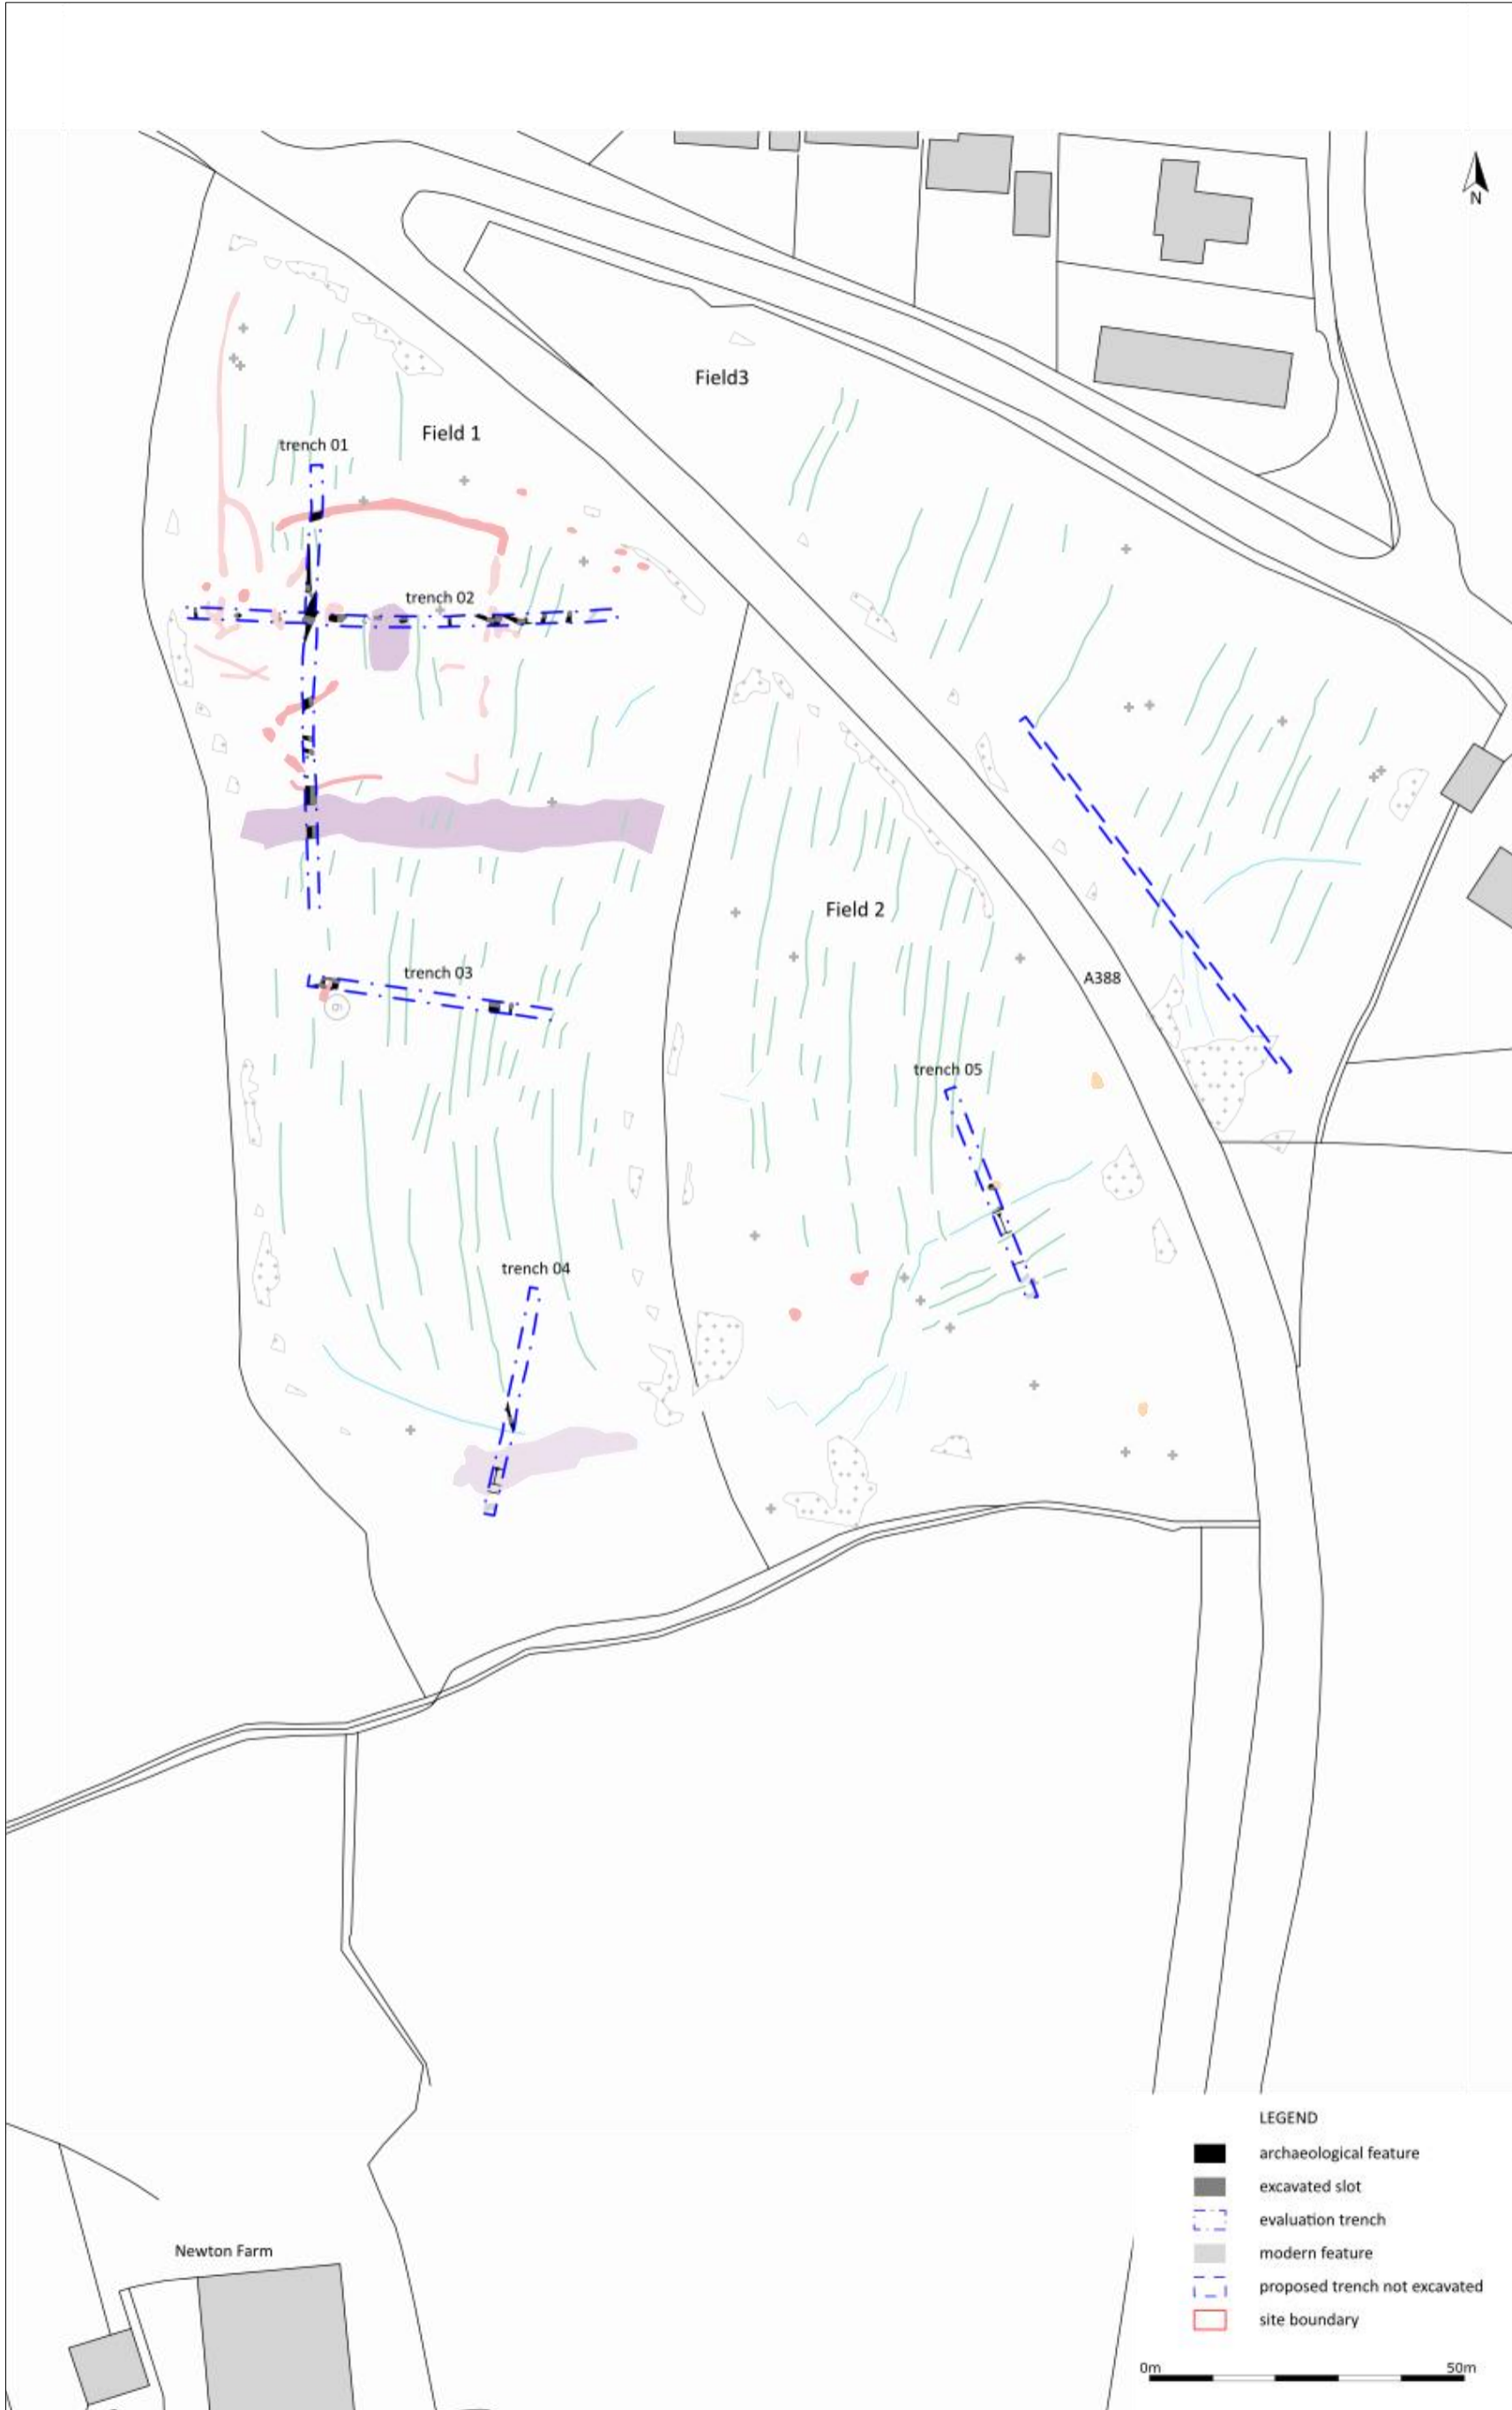 N
Field3
Field 1
trench 01
trench 02
Field 2
trench 03
A388
trench 05
trench 04
LEGEND
archaeological feature
excavated slot
evaluation trench
modern feature
proposed trench not excavated
site boundary
Newton Farm
0m 50m